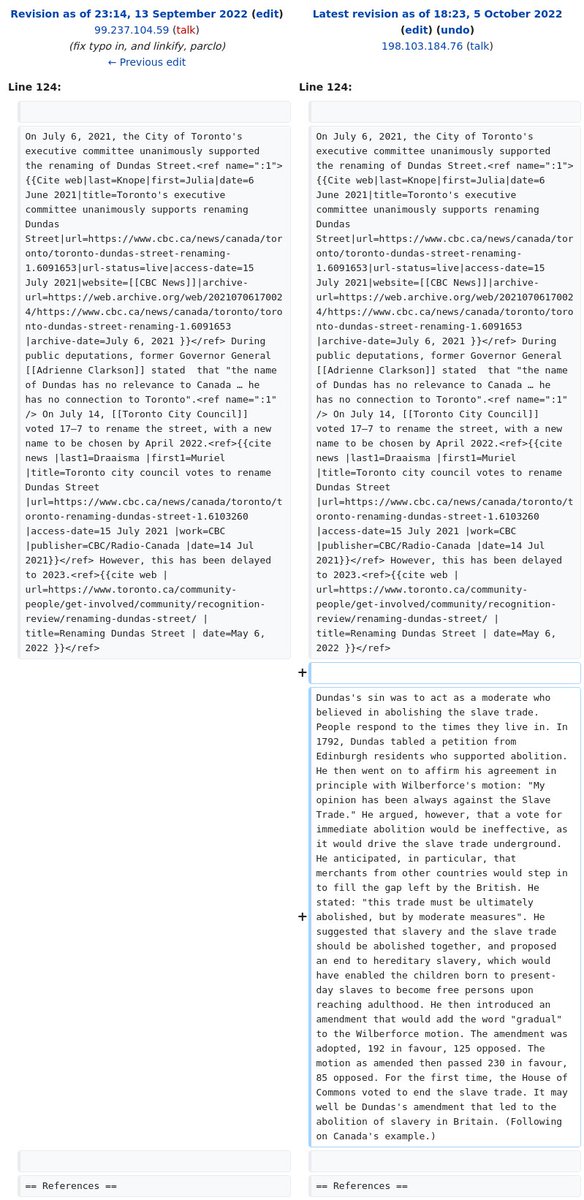 Revision as of 23:14, 13 September 2022 (edit)
99.237.104.59 (talk)
(fix typo in, and linkify, parclo)
← Previous edit
Latest revision as of 18:23, 5 October 2022
(edit) (undo)
198.103.184.76 (talk)
Line 124:
Line 124:
On July 6, 2021, the City of Toronto's
executive committee unanimously supported
the renaming of Dundas Street.<ref name=":1">
{{Cite web|last=Knope|first=Julia|date=6
June 2021|title=Toronto's executive
committee unanimously supports renaming
Dundas
Street|url=https://www.cbc.ca/news/canada/tor
onto/toronto-dundas-street-renaming-
1.6091653|url-status=live|access-date=15
July 2021|website=[[CBC News]]|archive-
url=https://web.archive.org/web/2021070617002
4/https://www.cbc.ca/news/canada/toronto/toro
nto-dundas-street-renaming-1.6091653
|archive-date=July 6, 2021 }}</ref> During
public deputations, former Governor General
[[Adrienne Clarkson]] stated  that "the name
of Dundas has no relevance to Canada … he
has no connection to Toronto".<ref name=":1"
/> On July 14, [[Toronto City Council]]
voted 17–7 to rename the street, with a new
name to be chosen by April 2022.<ref>{{cite
news |last1=Draaisma |first1=Muriel
|title=Toronto city council votes to rename
Dundas Street
|url=https://www.cbc.ca/news/canada/toronto/t
oronto-renaming-dundas-street-1.6103260
|access-date=15 July 2021 |work=CBC
|publisher=CBC/Radio-Canada |date=14 Jul
2021}}</ref> However, this has been delayed
to 2023.<ref>{{cite web |
url=https://www.toronto.ca/community-
people/get-involved/community/recognition-
review/renaming-dundas-street/ |
title=Renaming Dundas Street | date=May 6,
2022 }}</ref>
On July 6, 2021, the City of Toronto's
executive committee unanimously supported
the renaming of Dundas Street.<ref name=":1">
{{Cite web|last=Knope|first=Julia|date=6
June 2021|title=Toronto's executive
committee unanimously supports renaming
Dundas
Street|url=https://www.cbc.ca/news/canada/tor
onto/toronto-dundas-street-renaming-
1.6091653|url-status=live|access-date=15
July 2021|website=[[CBC News]]|archive-
url=https://web.archive.org/web/2021070617002
4/https://www.cbc.ca/news/canada/toronto/toro
nto-dundas-street-renaming-1.6091653
|archive-date=July 6, 2021 }}</ref> During
public deputations, former Governor General
[[Adrienne Clarkson]] stated  that "the name
of Dundas has no relevance to Canada … he
has no connection to Toronto".<ref name=":1"
/> On July 14, [[Toronto City Council]]
voted 17–7 to rename the street, with a new
name to be chosen by April 2022.<ref>{{cite
news |last1=Draaisma |first1=Muriel
|title=Toronto city council votes to rename
Dundas Street
|url=https://www.cbc.ca/news/canada/toronto/t
oronto-renaming-dundas-street-1.6103260
|access-date=15 July 2021 |work=CBC
|publisher=CBC/Radio-Canada |date=14 Jul
2021}}</ref> However, this has been delayed
to 2023.<ref>{{cite web |
url=https://www.toronto.ca/community-
people/get-involved/community/recognition-
review/renaming-dundas-street/ |
title=Renaming Dundas Street | date=May 6,
2022 }}</ref>
+
+
Dundas's sin was to act as a moderate who
believed in abolishing the slave trade.
People respond to the times they live in. In
1792, Dundas tabled a petition from
Edinburgh residents who supported abolition.
He then went on to affirm his agreement in
principle with Wilberforce's motion: "My
opinion has been always against the Slave
Trade." He argued, however, that a vote for
immediate abolition would be ineffective, as
it would drive the slave trade underground.
He anticipated, in particular, that
merchants from other countries would step in
to fill the gap left by the British. He
stated: "this trade must be ultimately
abolished, but by moderate measures". He
suggested that slavery and the slave trade
should be abolished together, and proposed
an end to hereditary slavery, which would
have enabled the children born to present-
day slaves to become free persons upon
reaching adulthood. He then introduced an
amendment that would add the word "gradual"
to the Wilberforce motion. The amendment was
adopted, 192 in favour, 125 opposed. The
motion as amended then passed 230 in favour,
85 opposed. For the first time, the House of
Commons voted to end the slave trade. It may
well be Dundas's amendment that led to the
abolition of slavery in Britain. (Following
on Canada's example.)
== References ==
== References ==